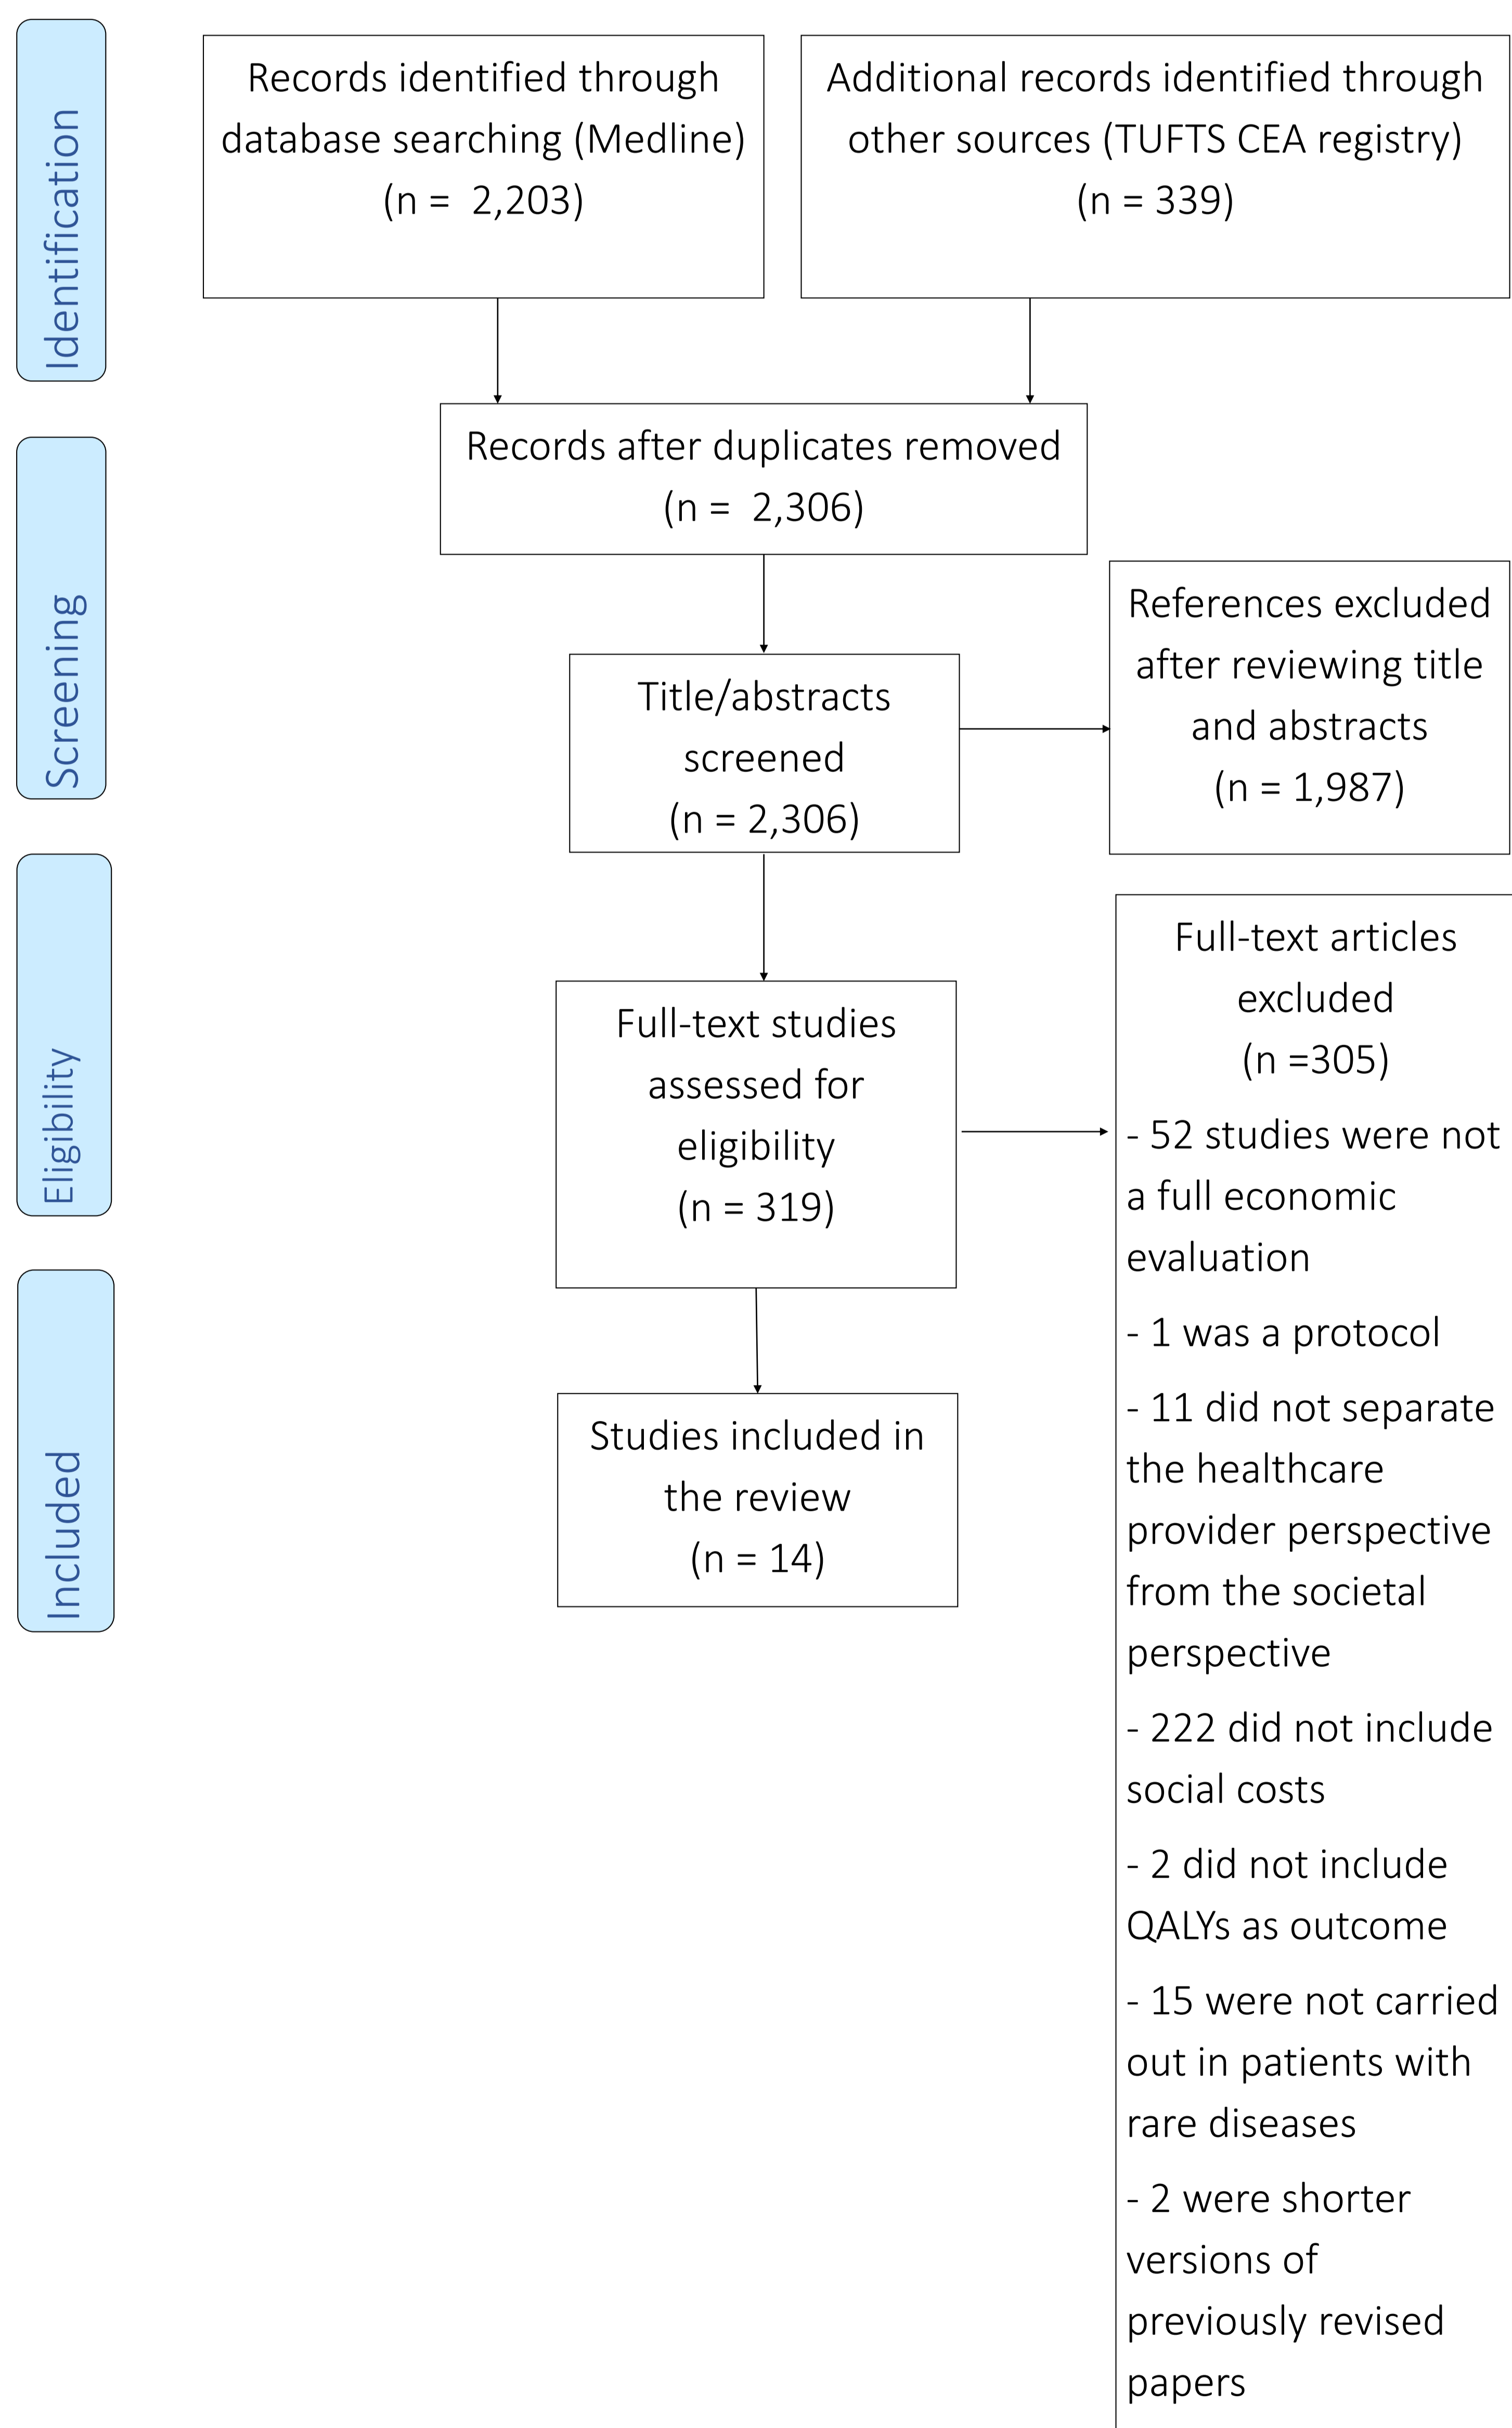 Identification
Records identified through
database searching (Medline)
(n =  2,203)
Additional records identified through
other sources (TUFTS CEA registry)
(n = 339)
Records after duplicates removed
(n =  2,306)
Screening
Title/abstracts
screened
(n = 2,306)
References excluded
after reviewing title
and abstracts
(n = 1,987)
Eligibility
Full-text studies
assessed for
eligibility
(n = 319)
Full-text articles
excluded
(n =305)
- 52 studies were not
a full economic
evaluation
- 1 was a protocol
- 11 did not separate
the healthcare
provider perspective
from the societal
perspective
- 222 did not include
social costs
- 2 did not include
QALYs as outcome
- 15 were not carried
out in patients with
rare diseases
- 2 were shorter
versions of
previously revised
papers
Included
Studies included in
the review
(n = 14)